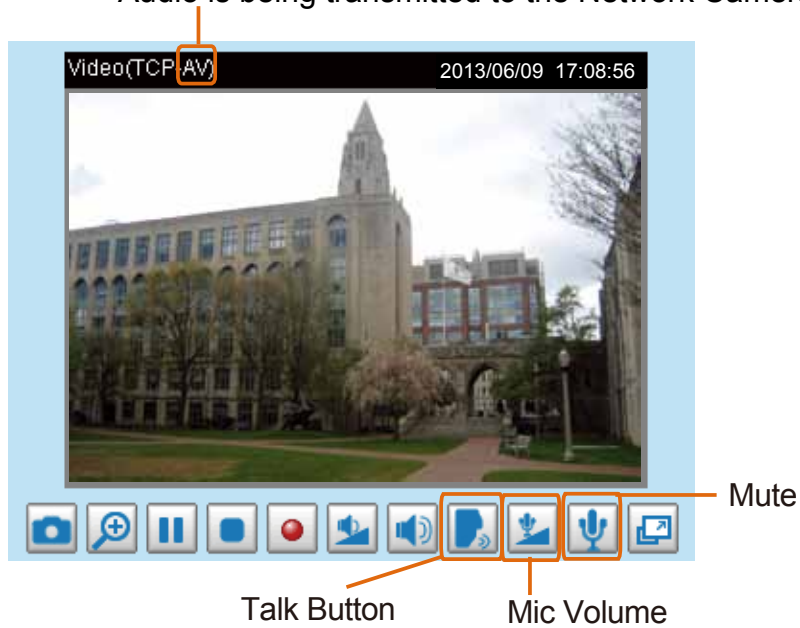 Audio is being transmitted to the Network Camera
Video(TCP-AV)
2013/06/09 17:08:56
Mute
Talk Button
Mic Volume